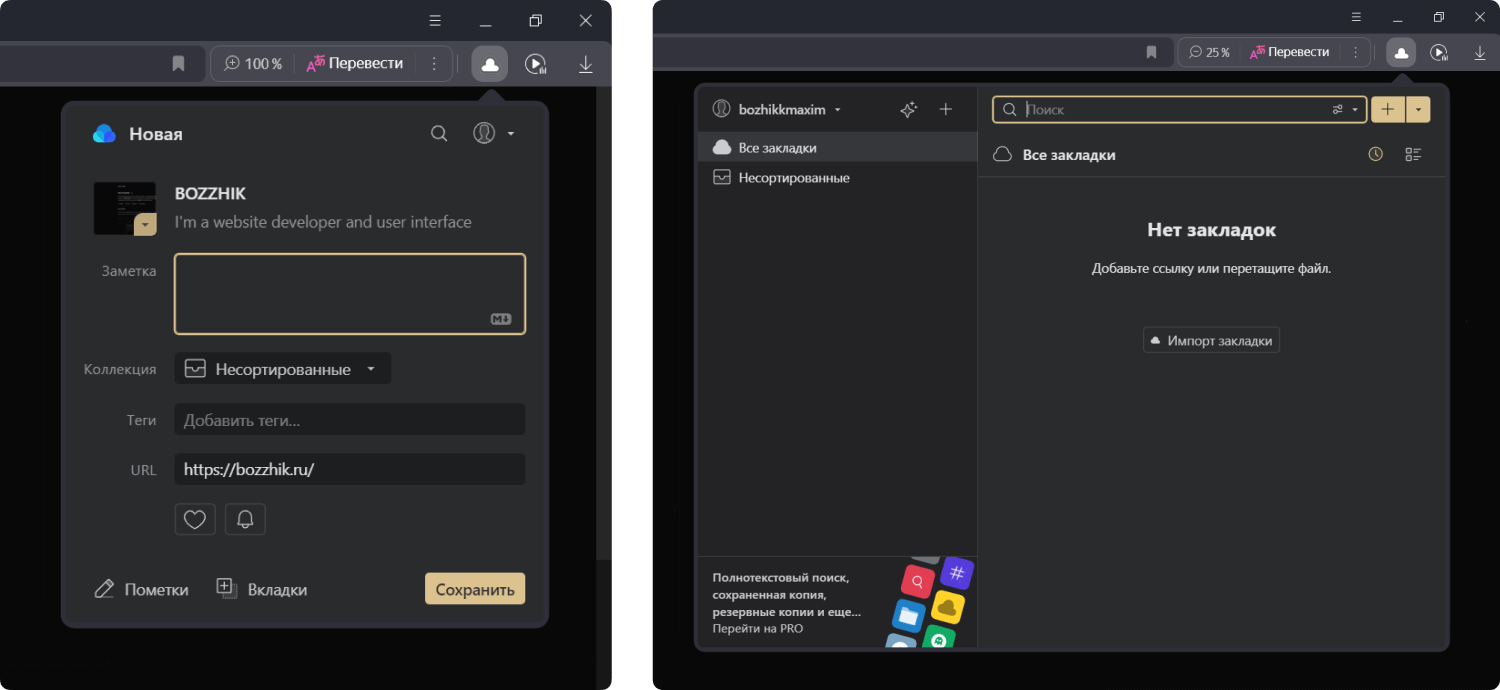 100 %
Перевести
Новая
BOZZHIK
I'm a website developer and user interface
Заметка
M
Коллекция
Несортированные
Теги
Добавить теги...
URL
https://bozzhik.ru/
Пометки
Вкладки
Сохранить
25 %
Перевести
bozhikkmaxim
Поиск
Все закладки
Несортированные
Все закладки
Нет закладок
Добавьте ссылку или перетащите файл.
Импорт закладки
Полнотекстовый поиск,
сохраненная копия,
резервные копии и еще...
Перейти на PRO
#